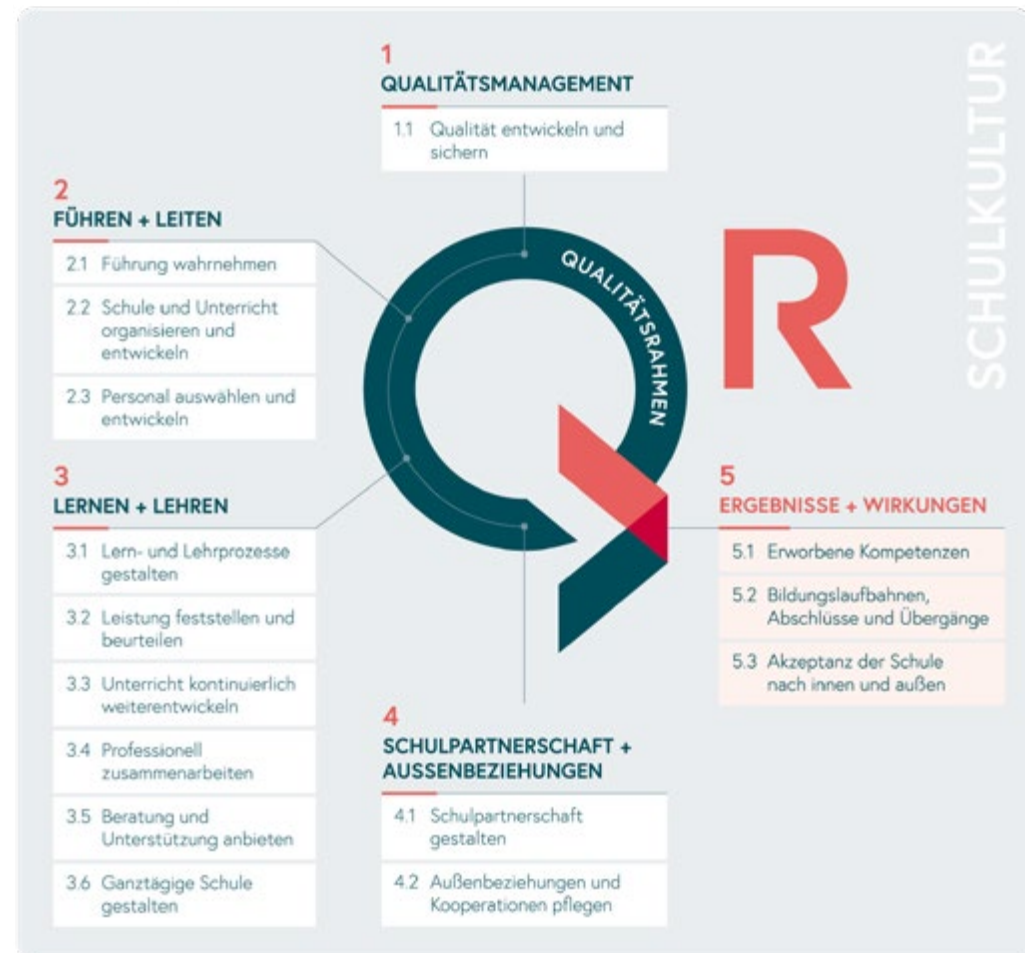 SCHULKULTUR
1
QUALITÄTSMANAGEMENT
1.1 Qualität entwickeln und
sichern
2
FÜHREN + LEITEN
2.1 Führung wahrnehmen
2.2 Schule und Unterricht
organisieren und
entwickeln
2.3 Personal auswählen und
entwickeln
QUALITÄTSRAHMEN
R
3
LERNEN + LEHREN
3.1 Lern- und Lehrprozesse
gestalten
3.2 Leistung feststellen und
beurteilen
3.3 Unterricht kontinuierlich
weiterentwickeln
3.4 Professionell
zusammenarbeiten
3.5 Beratung und
Unterstützung anbieten
3.6 Ganztägige Schule
gestalten
4
SCHULPARTNERSCHAFT +
AUSSENBEZIEHUNGEN
4.1 Schulpartnerschaft
gestalten
4.2 Außenbeziehungen und
Kooperationen pflegen
5
ERGEBNISSE + WIRKUNGEN
5.1 Erworbene Kompetenzen
5.2 Bildungslaufbahnen,
Abschlüsse und Übergänge
5.3 Akzeptanz der Schule
nach innen und außen